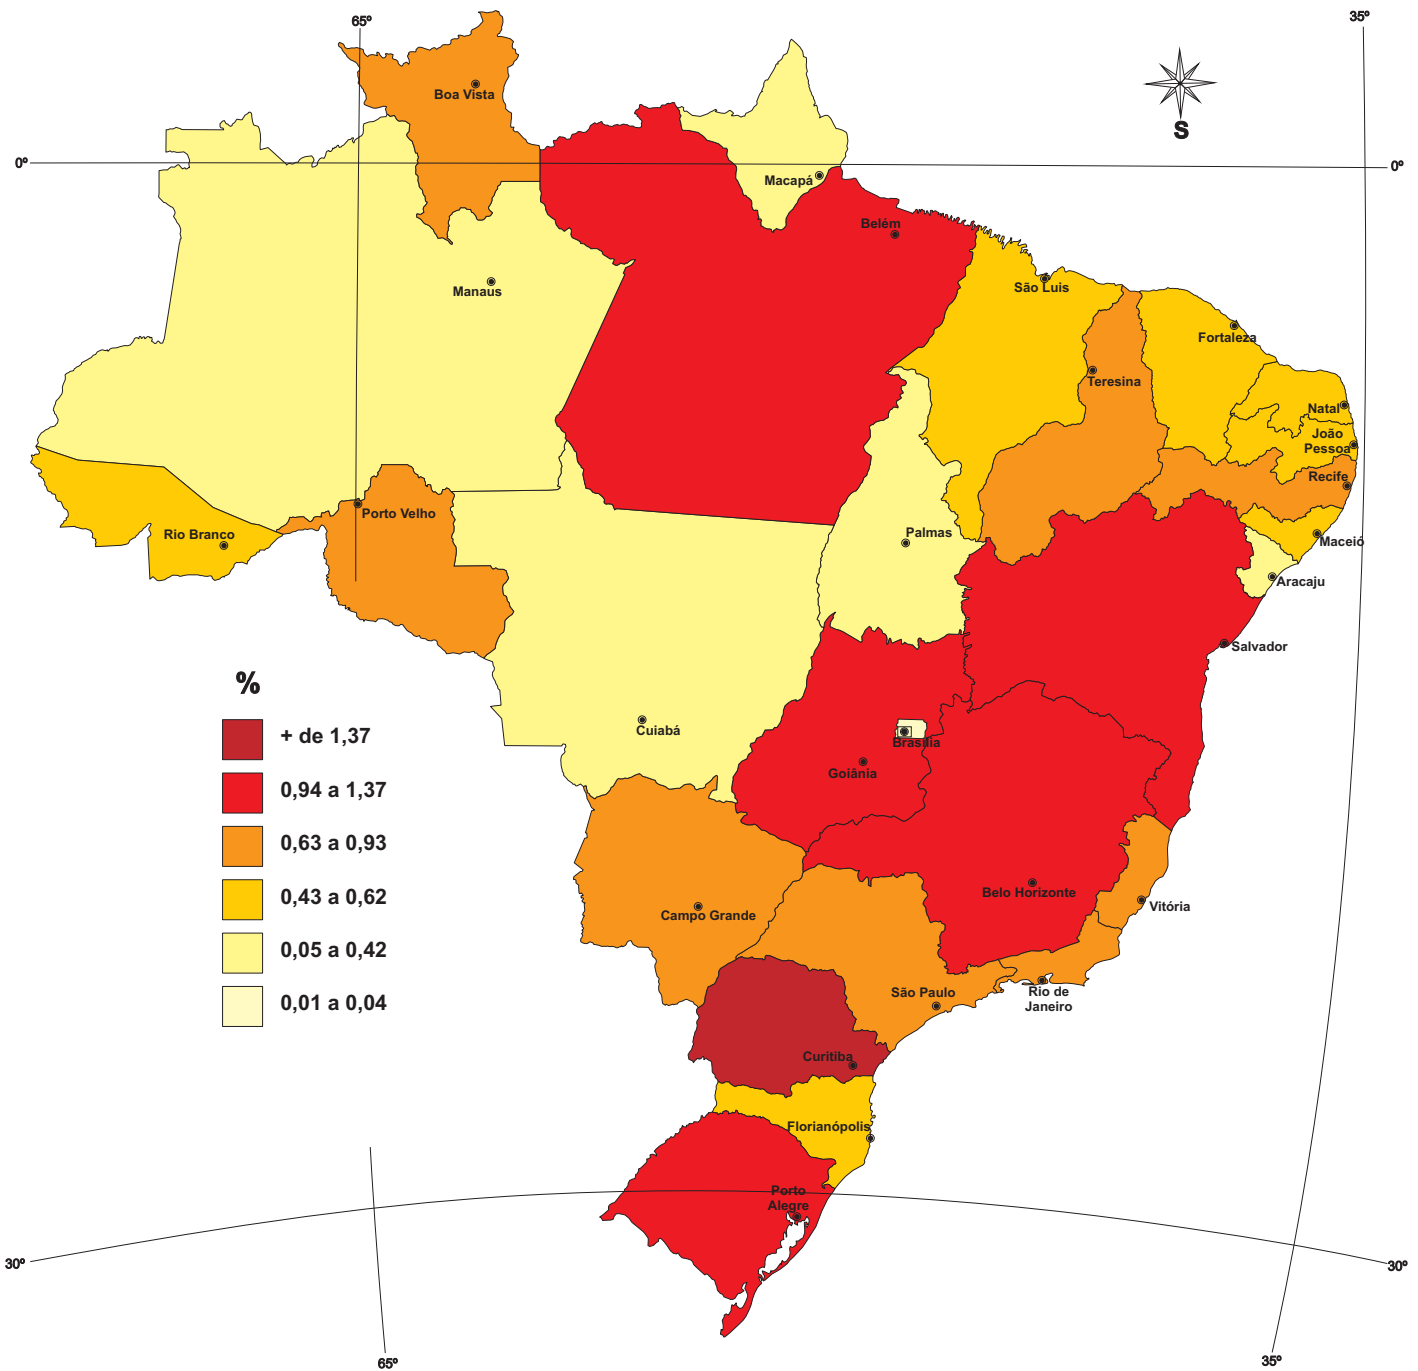 65º
35º
Boa Vista
S
0º
0º
Macapá
Belém
Manaus
São Luis
Fortaleza
Teresina
Natal
João
Pessoa
Recife
Porto Velho
Rio Branco
Palmas
Maceió
Aracaju
Salvador
%
Cuiabá
+ de 1,37
Brasília
Goiânia
0,94 a 1,37
0,63 a 0,93
0,43 a 0,62
Belo Horizonte
Campo Grande
Vitória
0,05 a 0,42
0,01 a 0,04
São Paulo
Rio de
Janeiro
Curitiba
Florianópolis
Porto
Alegre
30º
30º
65º
35º